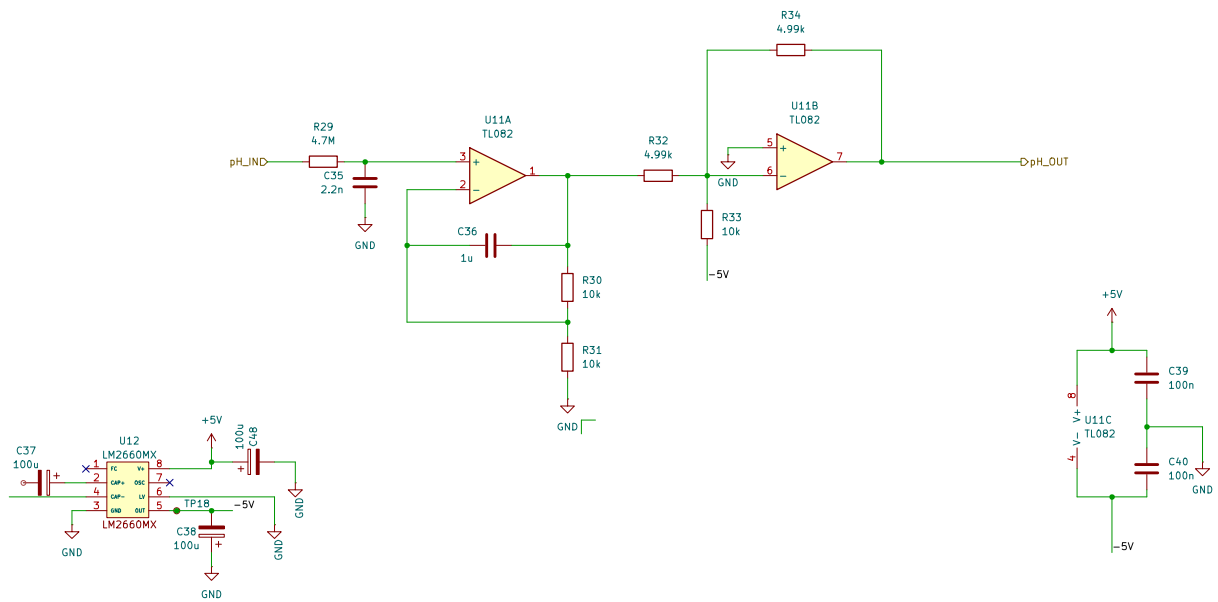 R34
4.99k
U11B
TL082
U11A
TL082
R29
4.7M
R32
4.99k
5
+
7
pH_IN
3
+
1
pH_OUT
C35
2.2n
2
−
GND
6
−
R33
10k
GND
C36
1u
-5V
R30
10k
+5V
R31
10k
C39
100n
8
V+
U11C
TL082
V-
4
GND
+5V
100u
C48
U12
LM2660MX
C37
100u
+
1
FC
V+
8
+
C40
100n
2
CAP+
OSC
7
GND
4
CAP-
LV
6
GND
3
GND
OUT
5
TP18
-5V
LM2660MX
C38
100u
+
GND
GND
-5V
GND